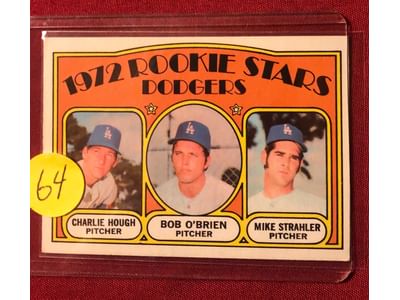 1972 ROOKIE STARS
DODGERS
64
LA
LA
LA
CHARLIE HOUGH
PITCHER
BOB O'BRIEN
PITCHER
MIKE STRAHLER
PITCHER